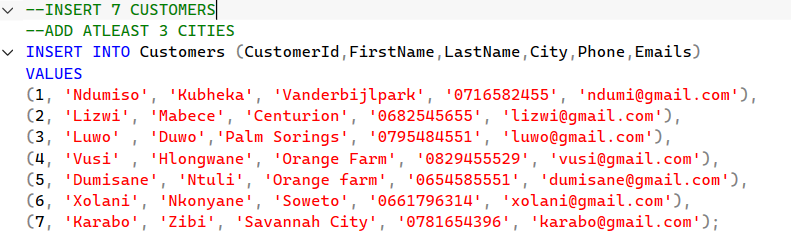 --INSERT 7 CUSTOMERS
--ADD ATLEAST 3 CITIES
INSERT INTO Customers (CustomerId,FirstName,LastName,City,Phone,Emails)
VALUES
(1, 'Ndumiso', 'Kubheka', 'Vanderbijlpark', '0716582455', 'ndumi@gmail.com'),
(2, 'Lizwi', 'Mabece', 'Centurion', '0682545655', 'lizwi@gmail.com'),
(3, 'Luwo' , 'Duwo','Palm Sorings', '0795484551', 'luwo@gmail.com'),
(4, 'Vusi' , 'Hlongwane', 'Orange Farm', '0829455529', 'vusi@gmail.com'),
(5, 'Dumisane', 'Ntuli', 'Orange farm', '0654585551', 'dumisane@gmail.com'),
(6, 'Xolani', 'Nkonyane', 'Soweto', '0661796314', 'xolani@gmail.com'),
(7, 'Karabo', 'Zibi', 'Savannah City', '0781654396', 'karabo@gmail.com');